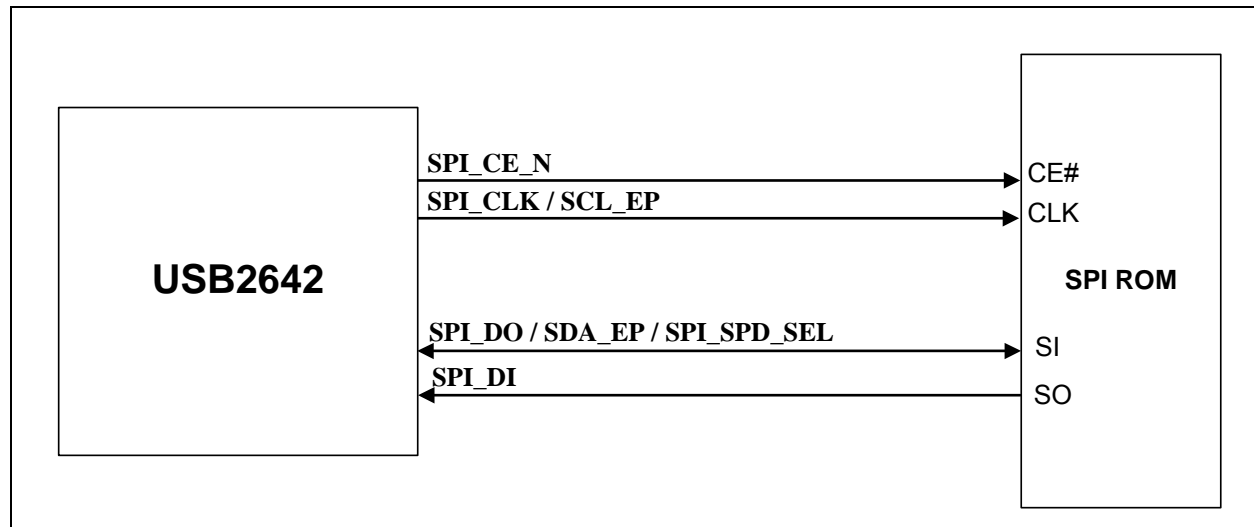 SPI_CE_N
CE#
SPI_CLK / SCL_EP
CLK
USB2642
SPI ROM
SPI_DO / SDA_EP / SPI_SPD_SEL
SI
SPI_DI
SO